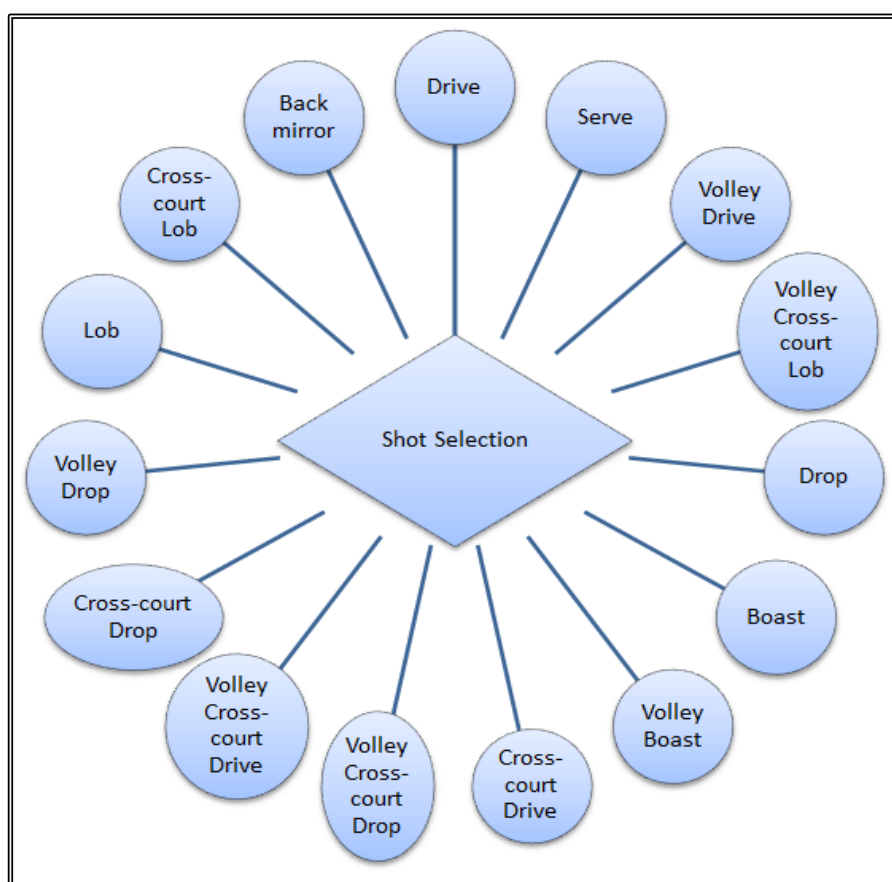 Drive
Serve
Volley
Drive
Volley
Cross-
court
Lob
Drop
Boast
Volley
Boast
Cross-
court
Drive
Volley
Cross-
court
Drop
Volley
Cross-
court
Drive
Cross-court
Drop
Volley
Drop
Lob
Cross-
court
Lob
Back
mirror
Shot Selection